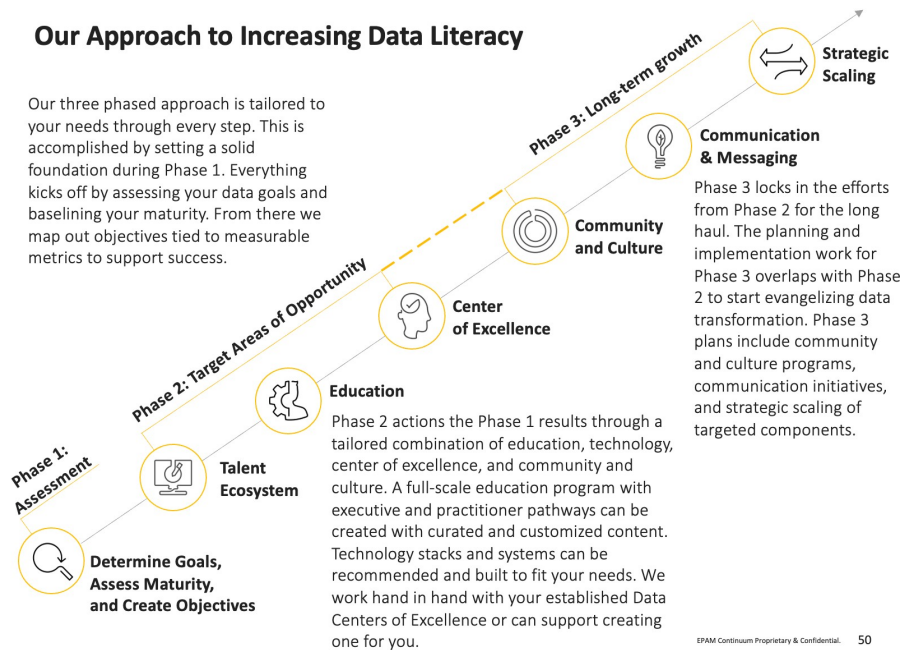 Our Approach to Increasing Data Literacy
Our three phased approach is tailored to
your needs through every step. This is
accomplished by setting a solid
foundation during Phase 1. Everything
kicks off by assessing your data goals and
baselining your maturity. From there we
map out objectives tied to measurable
metrics to support success.
Phase 1:
Assessment
Determine Goals,
Assess Maturity,
and Create Objectives
Phase 2: Target Areas of Opportunity
Talent
Ecosystem
Education
Center
of Excellence
Community
and Culture
Phase 2 actions the Phase 1 results through a
tailored combination of education, technology,
center of excellence, and community and
culture. A full-scale education program with
executive and practitioner pathways can be
created with curated and customized content.
Technology stacks and systems can be
recommended and built to fit your needs. We
work hand in hand with your established Data
Centers of Excellence or can support creating
one for you.
Phase 3: Long-term growth
Communication
& Messaging
Strategic
Scaling
Phase 3 locks in the efforts
from Phase 2 for the long
haul. The planning and
implementation work for
Phase 3 overlaps with Phase
2 to start evangelizing data
transformation. Phase 3
plans include community
and culture programs,
communication initiatives,
and strategic scaling of
targeted components.
EPAM Continuum Proprietary & Confidential.
50